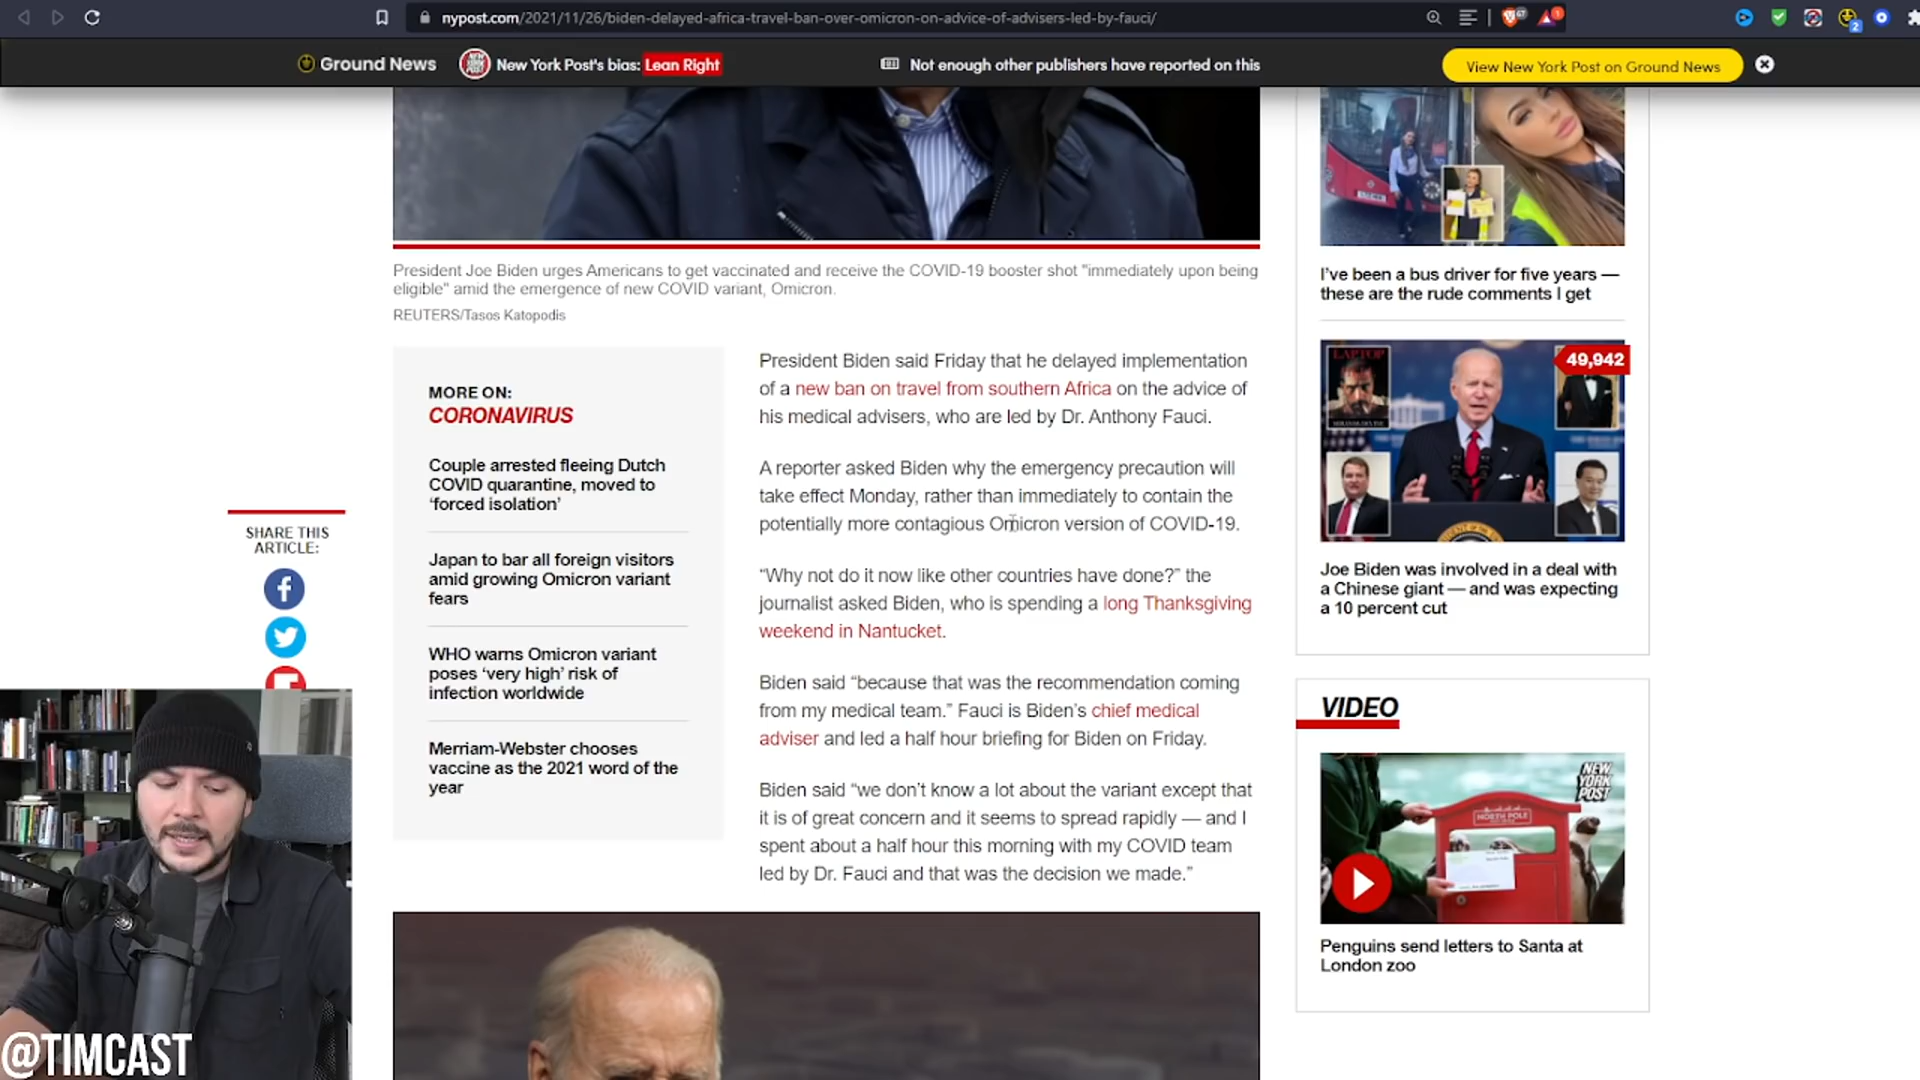 nypost.com/2021/11/26/biden-delayed-africa-travel-ban-over-omicron-on-advice-of-advisers-led-by-fauci/
67
1
2
Ground News
NEW YORK POST
New York Post's bias: Lean Right
Not enough other publishers have reported on this
View New York Post on Ground News
President Joe Biden urges Americans to get vaccinated and receive the COVID-19 booster shot "immediately upon being
eligible" amid the emergence of new COVID variant, Omicron.
REUTERS/Tasos Katopodis
SHARE THIS
ARTICLE:
MORE ON:
CORONAVIRUS
Couple arrested fleeing Dutch
COVID quarantine, moved to
‘forced isolation’
Japan to bar all foreign visitors
amid growing Omicron variant
fears
WHO warns Omicron variant
poses ‘very high’ risk of
infection worldwide
Merriam-Webster chooses
vaccine as the 2021 word of the
year
President Biden said Friday that he delayed implementation
of a new ban on travel from southern Africa on the advice of
his medical advisers, who are led by Dr. Anthony Fauci.
A reporter asked Biden why the emergency precaution will
take effect Monday, rather than immediately to contain the
potentially more contagious Omicron version of COVID-19.
“Why not do it now like other countries have done?” the
journalist asked Biden, who is spending a long Thanksgiving
weekend in Nantucket.
Biden said “because that was the recommendation coming
from my medical team.” Fauci is Biden’s chief medical
adviser and led a half hour briefing for Biden on Friday.
Biden said “we don’t know a lot about the variant except that
it is of great concern and it seems to spread rapidly — and I
spent about a half hour this morning with my COVID team
led by Dr. Fauci and that was the decision we made.”
I’ve been a bus driver for five years —
these are the rude comments I get
LAPTOP
49,942
Joe Biden was involved in a deal with
a Chinese giant — and was expecting
a 10 percent cut
VIDEO
NEW
YORK
POST
NORTH POLE
Penguins send letters to Santa at
London zoo
@TIMCAST